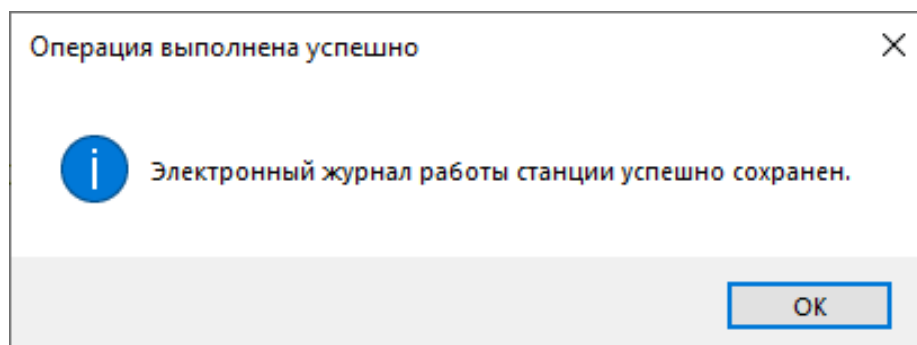 Операция выполнена успешно
Электронный журнал работы станции успешно сохранен.
OK